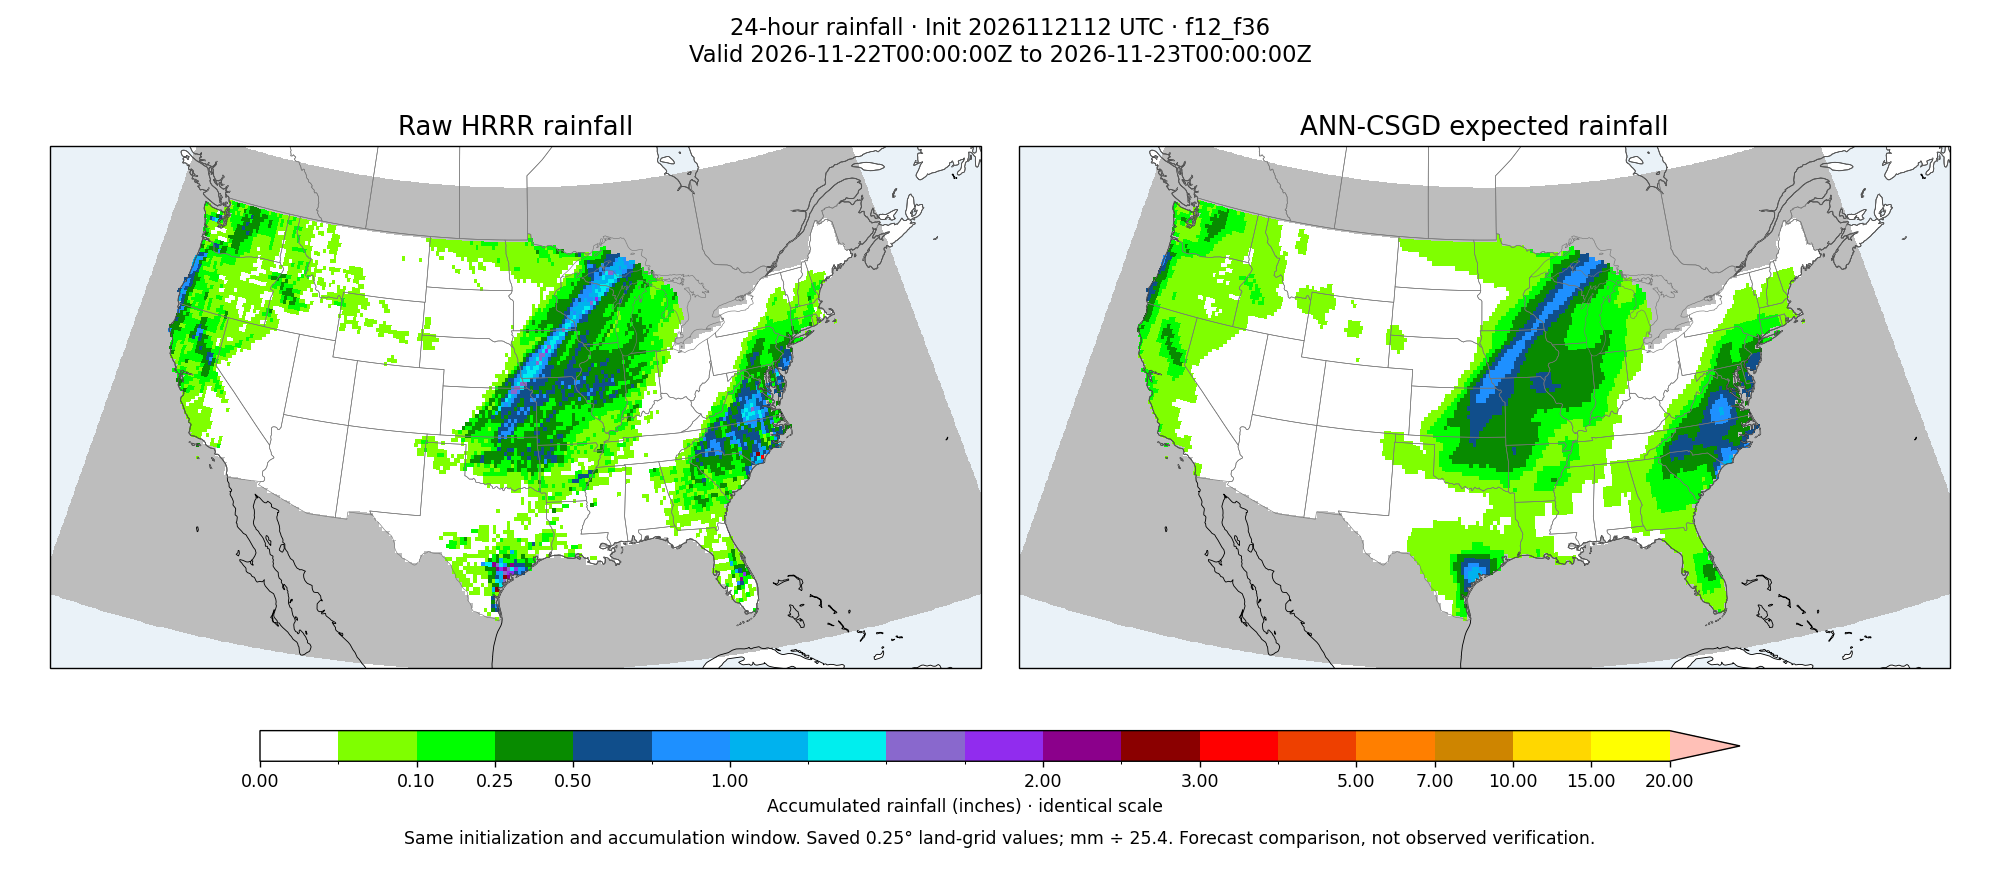 24-hour rainfall · Init 2026112112 UTC · f12_f36
Valid 2026-11-22T00:00:00Z to 2026-11-23T00:00:00Z
Raw HRRR rainfall
ANN-CSGD expected rainfall
0.00 0.10 0.25 0.50 1.00 2.00 3.00 5.00 7.00 10.00 15.00 20.00
Accumulated rainfall (inches) · identical scale
Same initialization and accumulation window. Saved 0.25° land-grid values; mm ÷ 25.4. Forecast comparison, not observed verification.